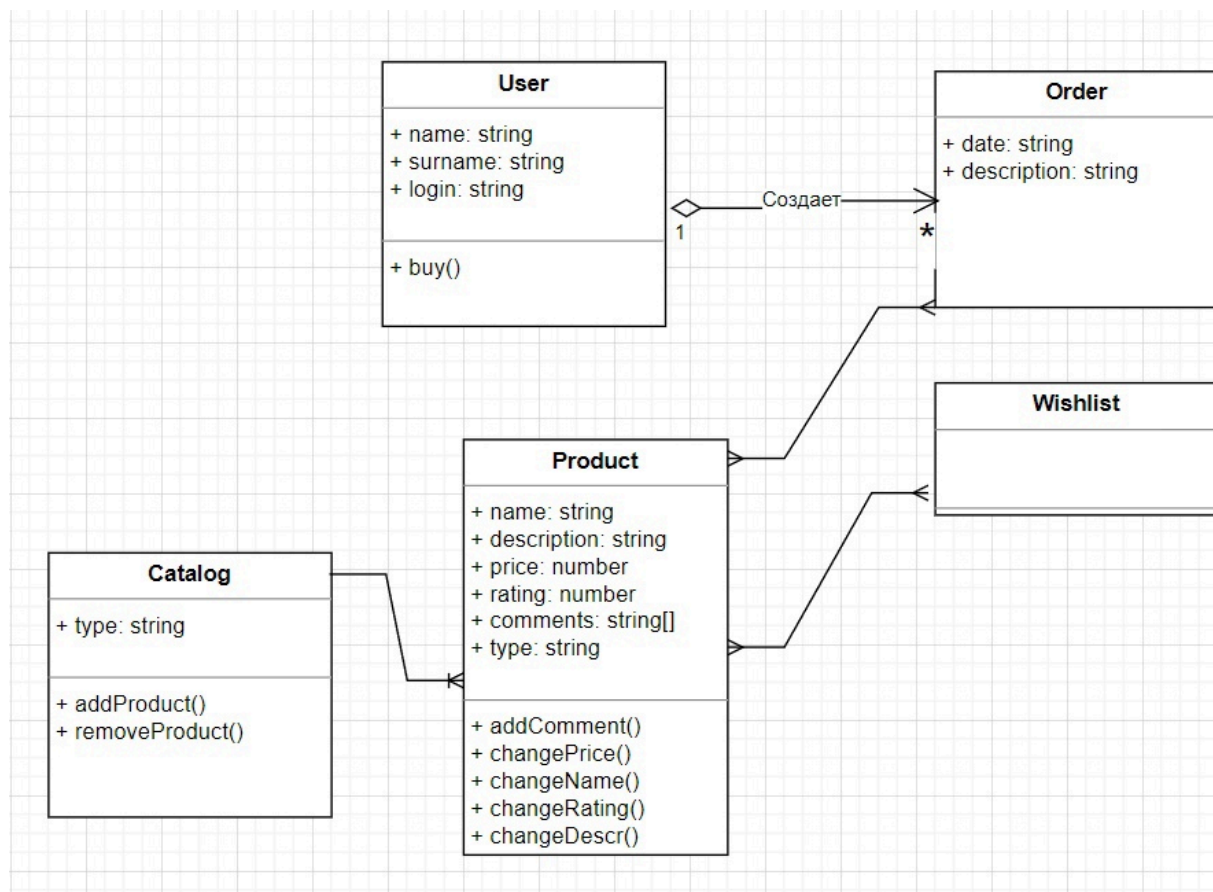 User
+ name: string
+ surname: string
+ login: string
+ buy()
Создает
1
*
Order
+ date: string
+ description: string
Wishlist
Product
+ name: string
+ description: string
+ price: number
+ rating: number
+ comments: string[]
+ type: string
+ addComment()
+ changePrice()
+ changeName()
+ changeRating()
+ changeDescr()
Catalog
+ type: string
+ addProduct()
+ removeProduct()